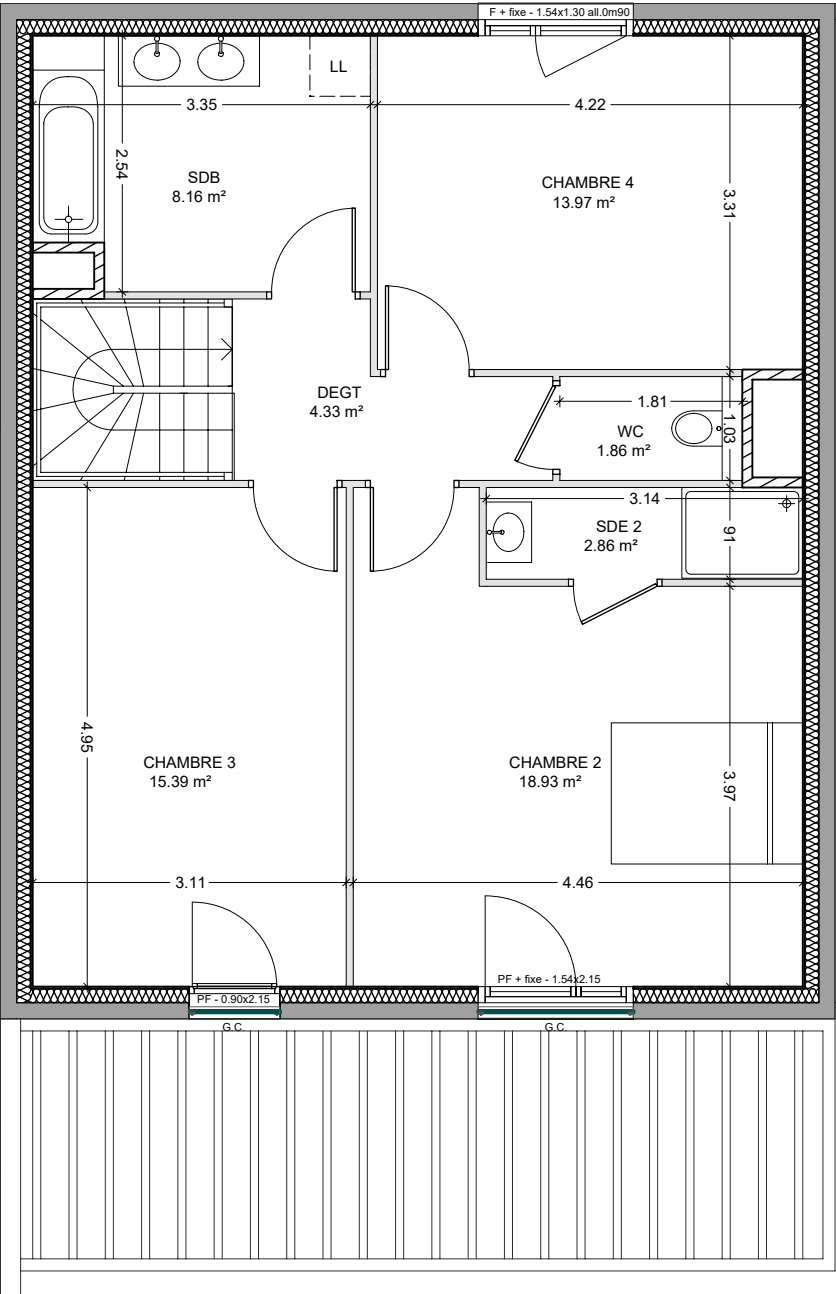 F + fixe - 1.54x1.30 all.0m90
LL
3.35
4.22
2.54
SDB
8.16 m²
CHAMBRE 4
13.97 m²
3.31
DEGT
4.33 m²
1.81
WC
1.86 m²
1.03
3.14
SDE 2
2.86 m²
91
4.95
CHAMBRE 3
15.39 m²
CHAMBRE 2
18.93 m²
3.97
3.11
4.46
PF - 0.90x2.15
PF + fixe - 1.54x2.15
G.C.
G.C.